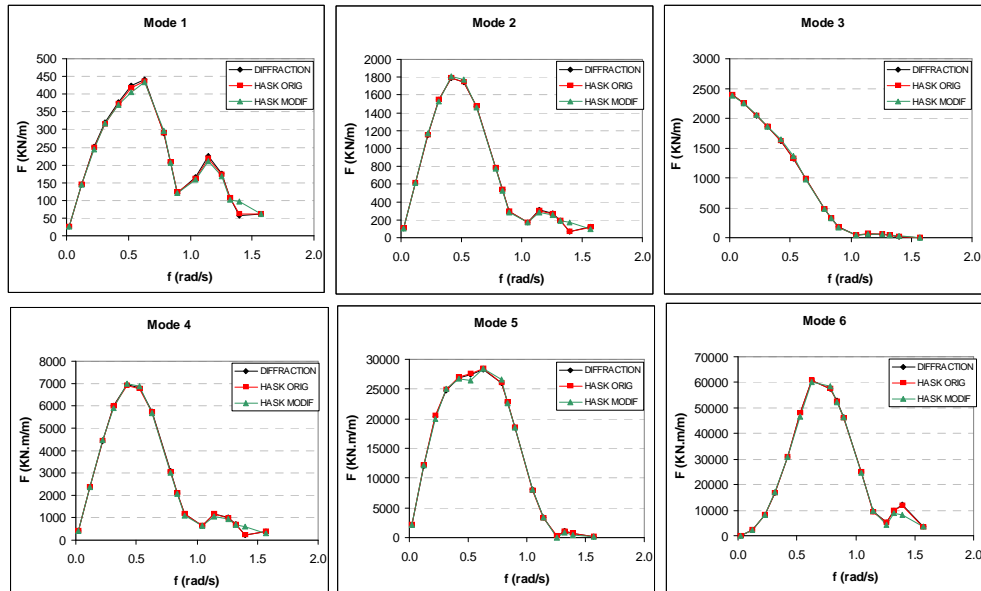 Mode 1
500
450
400
350
300
250
200
150
100
50
0
F (KN/m)
0.0 0.5 1.0 1.5 2.0
f (rad/s)
DIFFRACTION
HASK ORIG
HASK MODIF
Mode 2
2000
1800
1600
1400
1200
1000
800
600
400
200
0
F (KN/m)
0.0 0.5 1.0 1.5 2.0
f (rad/s)
DIFFRACTION
HASK ORIG
HASK MODIF
Mode 3
3000
2500
2000
1500
1000
500
0
F (KN/m)
0.0 0.5 1.0 1.5 2.0
f (rad/s)
DIFFRACTION
HASK ORIG
HASK MODIF
Mode 4
8000
7000
6000
5000
4000
3000
2000
1000
0
F (KN.m/m)
0.0 0.5 1.0 1.5 2.0
f (rad/s)
DIFFRACTION
HASK ORIG
HASK MODIF
Mode 5
30000
25000
20000
15000
10000
5000
0
F (KN.m/m)
0.0 0.5 1.0 1.5 2.0
f (rad/s)
DIFFRACTION
HASK ORIG
HASK MODIF
Mode 6
70000
60000
50000
40000
30000
20000
10000
0
F (KN.m/m)
0.0 0.5 1.0 1.5 2.0
f (rad/s)
DIFFRACTION
HASK ORIG
HASK MODIF